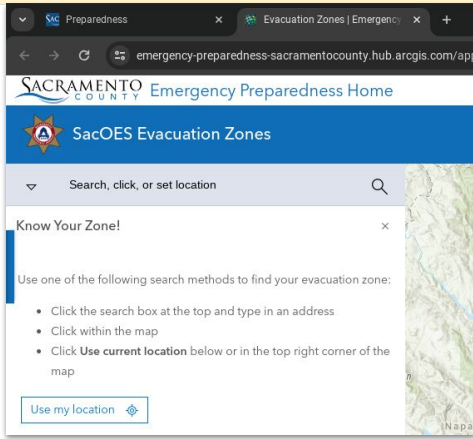 SAC Preparedness × Evacuation Zones | Emergency × +
emergency-preparedness-sacramentocounty.hub.arcgis.com/app
SACRAMENTO
COUNTY
Emergency Preparedness Home
SacOES Evacuation Zones
Search, click, or set location
Know Your Zone! ×
Use one of the following search methods to find your evacuation zone:
• Click the search box at the top and type in an address
• Click within the map
• Click Use current location below or in the top right corner of the
map
Use my location
Napa